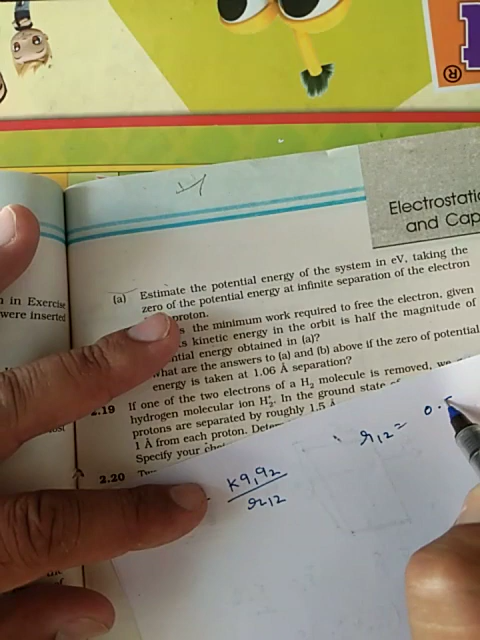 Electrostatic
and Cap
(a) Estimate the potential energy of the system in eV, taking the
zero of the potential energy at infinite separation of the electron
proton.
s the minimum work required to free the electron, given
s kinetic energy in the orbit is half the magnitude of
ntial energy obtained in (a)?
hat are the answers to (a) and (b) above if the zero of potential
energy is taken at 1.06 Å separation?
2.19 If one of the two electrons of a H₂ molecule is removed, we
hydrogen molecular ion H₂⁺. In the ground state
protons are separated by roughly 1.5 Å
1 Å from each proton.
Specify your
2.20
n in Exercise
were inserted
Kq₁q₂
r₁₂
r₁₂ = 0.
®